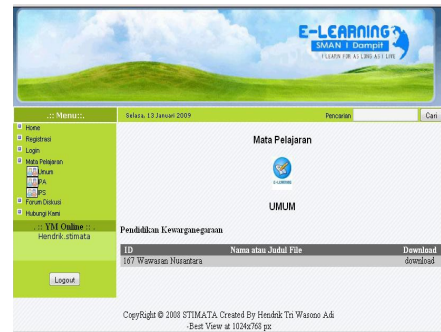 E-LEARNING
SMAN 1 Dampit
I LEARN FOR AS LONG AS I LIVE
.:: Menu::.
Selasa, 13 Januari 2009
Pencarian
Cari
Home
Registrasi
Login
Mata Pelajaran
Umum
IPA
IPS
Forum Diskusi
Hubungi Kami
.:: YM Online ::.
Hendrik.stimata
Logout
Mata Pelajaran
E-LEARNING
UMUM
Pendidikan Kewarganegaraan
ID Nama atau Judul File Download
167 Wawasan Nusantara download
CopyRight © 2008 STIMATA Created By Hendrik Tri Wasono Adi
-Best View at 1024x768 px